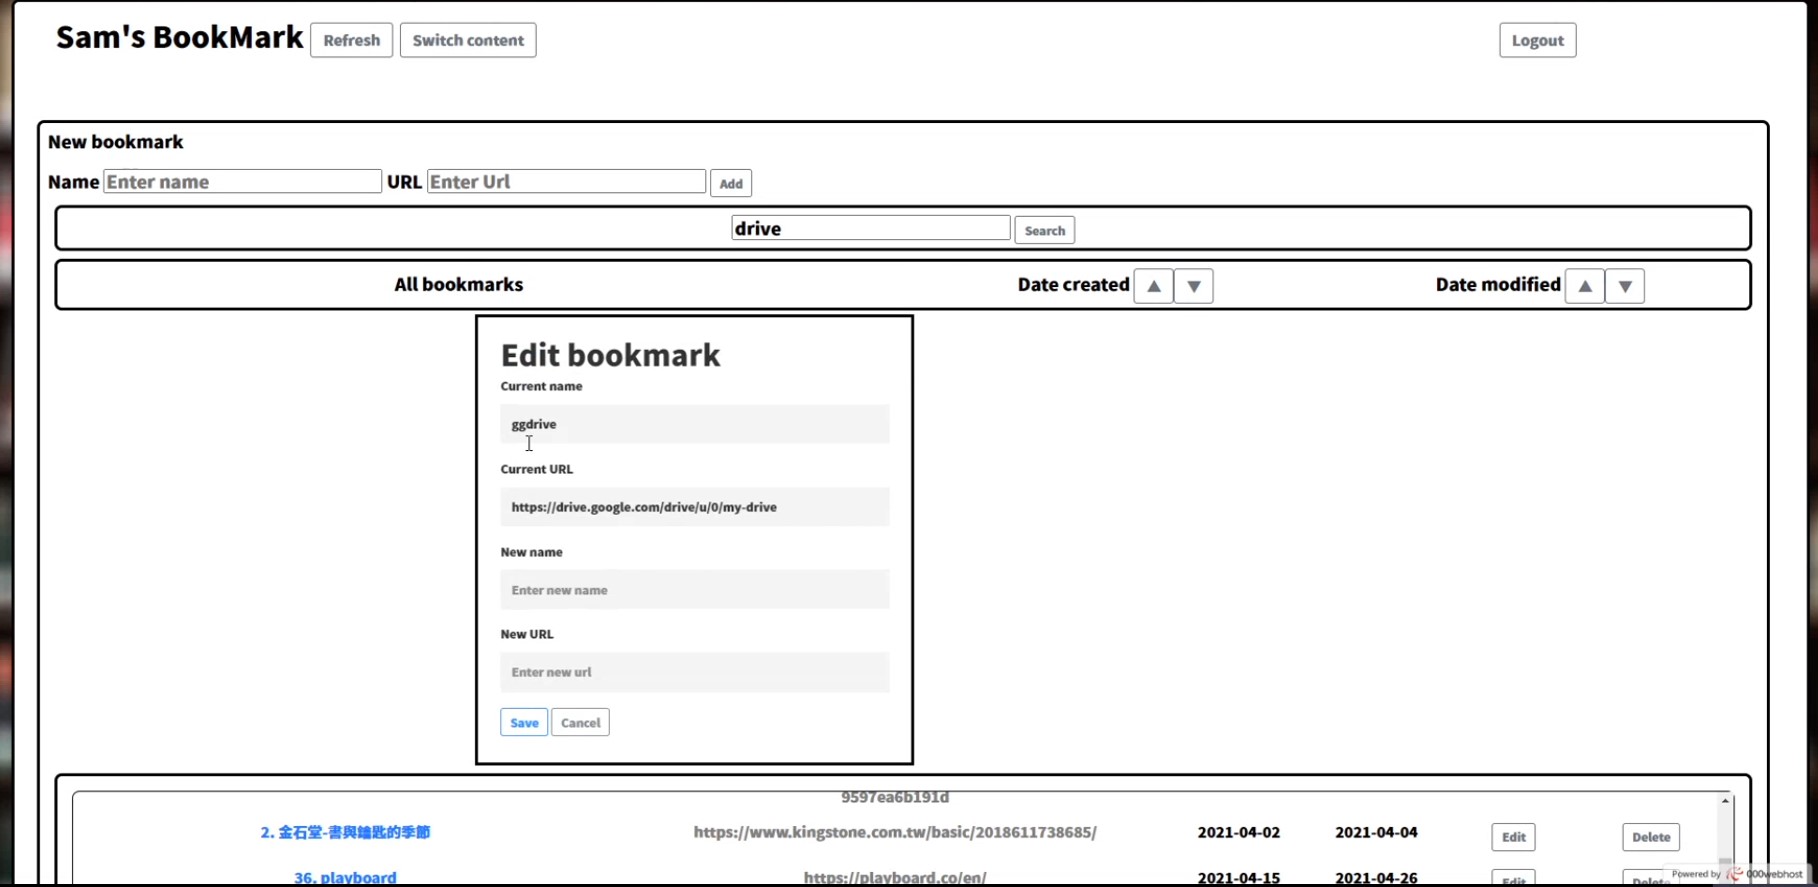 Sam's BookMark Refresh Switch content Logout
New bookmark
Name Enter name URL Enter Url Add
drive Search
All bookmarks Date created ▲ ▼ Date modified ▲ ▼
Edit bookmark
Current name
ggdrive
Current URL
https://drive.google.com/drive/u/0/my-drive
New name
Enter new name
New URL
Enter new url
Save Cancel
9597ea6b191d
2. 金石堂-書與鑰匙的季節 https://www.kingstone.com.tw/basic/2018611738685/ 2021-04-02 2021-04-04 Edit Delete
36. playboard https://playboard.co/en/ 2021-04-15 2021-04-26 Edit Delete
Powered by 000webhost